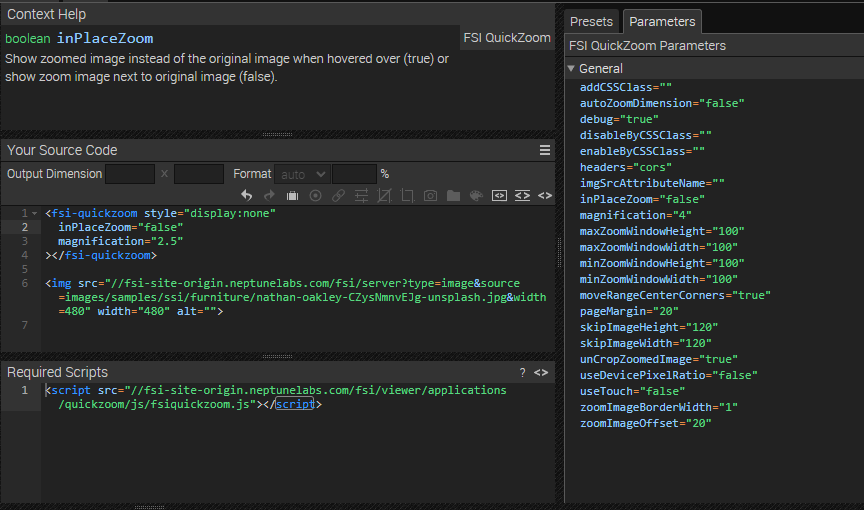 Context Help
boolean inPlaceZoom
FSI QuickZoom
Show zoomed image instead of the original image when hovered over (true) or
show zoom image next to original image (false).
Your Source Code
Output Dimension
x
Format
auto
%
1
<fsi-quickzoom style="display:none"
2
inPlaceZoom="false"
3
magnification="2.5"
4
></fsi-quickzoom>
5
6
<img src="//fsi-site-origin.neptunelabs.com/fsi/server?type=image&source
=images/samples/ssi/furniture/nathan-oakley-CZysNmnvEJg-unsplash.jpg&width
=480" width="480" alt="">
7
Required Scripts
? <>
1
<script src="//fsi-site-origin.neptunelabs.com/fsi/viewer/applications
/quickzoom/js/fsiquickzoom.js"></script>
Presets
Parameters
FSI QuickZoom Parameters
General
addCSSClass=""
autoZoomDimension="false"
debug="true"
disableByCSSClass=""
enableByCSSClass=""
headers="cors"
imgSrcAttributeName=""
inPlaceZoom="false"
magnification="4"
maxZoomWindowHeight="100"
maxZoomWindowWidth="100"
minZoomWindowHeight="100"
minZoomWindowWidth="100"
moveRangeCenterCorners="true"
pageMargin="20"
skipImageHeight="120"
skipImageWidth="120"
unCropZoomedImage="true"
useDevicePixelRatio="false"
useTouch="false"
zoomImageBorderWidth="1"
zoomImageOffset="20"